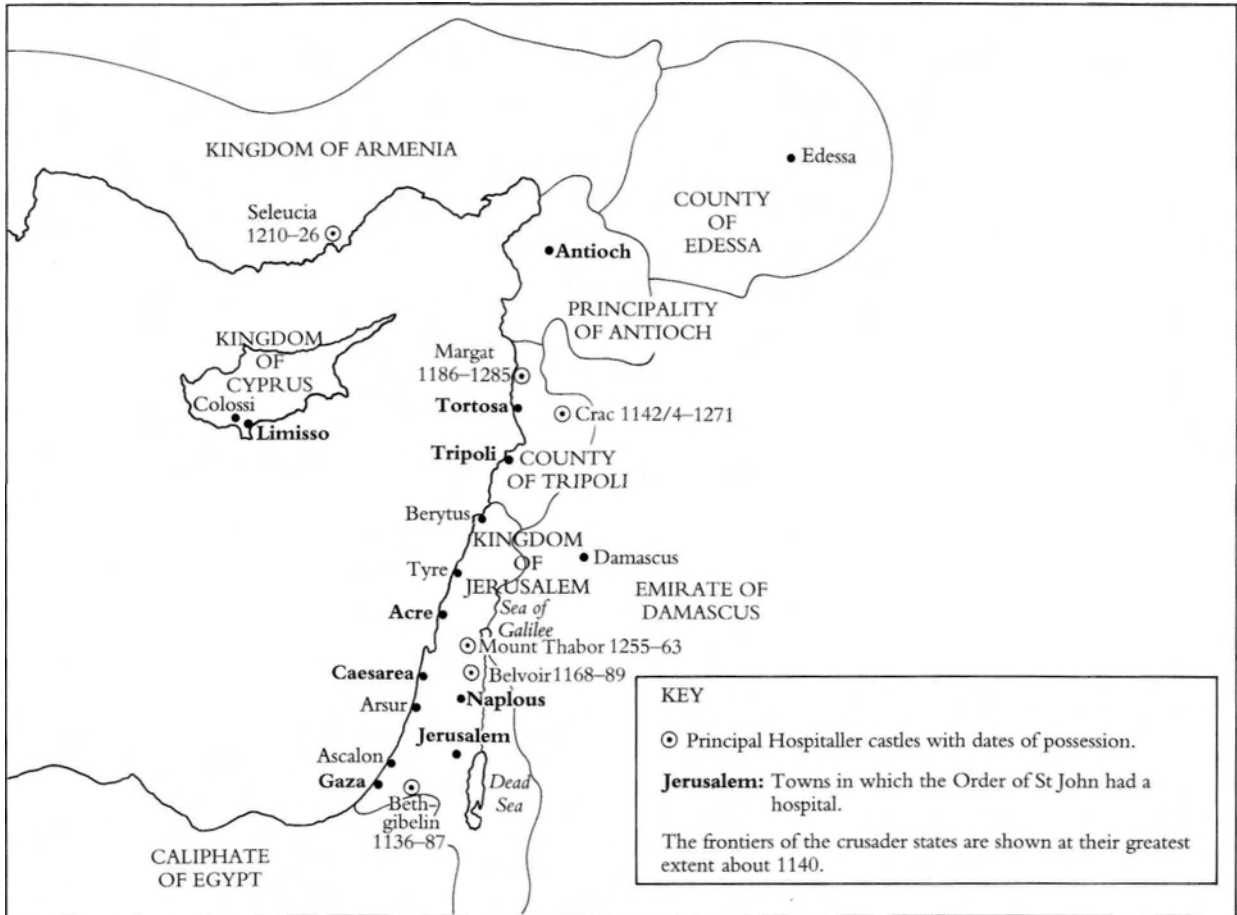 KINGDOM OF ARMENIA
Edessa
Seleucia
1210–26
COUNTY
OF
EDESSA
Antioch
PRINCIPALITY
OF ANTIOCH
KINGDOM
OF
CYPRUS
Colossi
Limisso
Margat
1186–1285
Tortosa
Crac 1142/4–1271
Tripoli
COUNTY
OF TRIPOLI
Berytus
KINGDOM
OF
JERUSALEM
Damascus
Tyre
EMIRATE OF
DAMASCUS
Acre
Sea of
Galilee
Mount Thabor 1255–63
Caesarea
Belvoir 1168–89
Arsur
Naplous
Jerusalem
Ascalon
Gaza
Beth-
gibelin
1136–87
Dead
Sea
CALIPHATE
OF EGYPT
KEY
Principal Hospitaller castles with dates of possession.
Jerusalem: Towns in which the Order of St John had a
hospital.
The frontiers of the crusader states are shown at their greatest
extent about 1140.